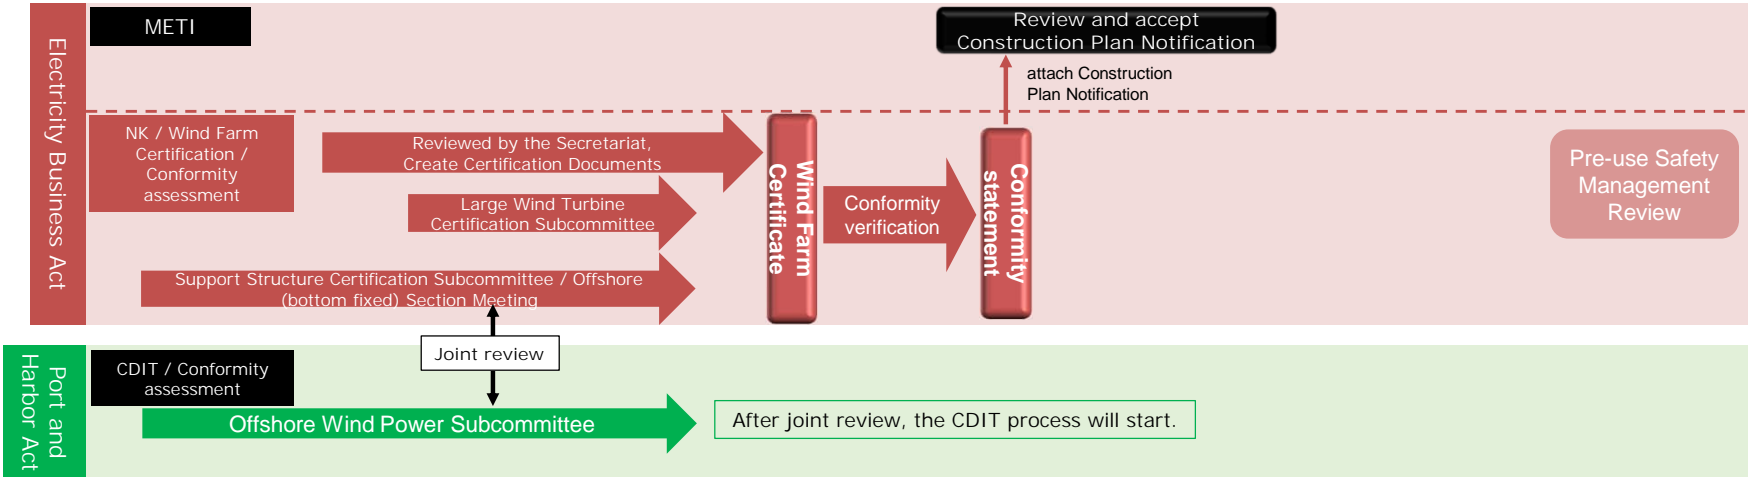 Electricity Business Act
METI
Review and accept
Construction Plan Notification
attach Construction
Plan Notification
NK / Wind Farm
Certification /
Conformity
assessment
Reviewed by the Secretariat,
Create Certification Documents
Large Wind Turbine
Certification Subcommittee
Support Structure Certification Subcommittee / Offshore
(bottom fixed) Section Meeting
Wind Farm
Certificate
Conformity
verification
Conformity
statement
Pre-use Safety
Management
Review
Joint review
Port and
Harbor Act
CDIT / Conformity
assessment
Offshore Wind Power Subcommittee
After joint review, the CDIT process will start.